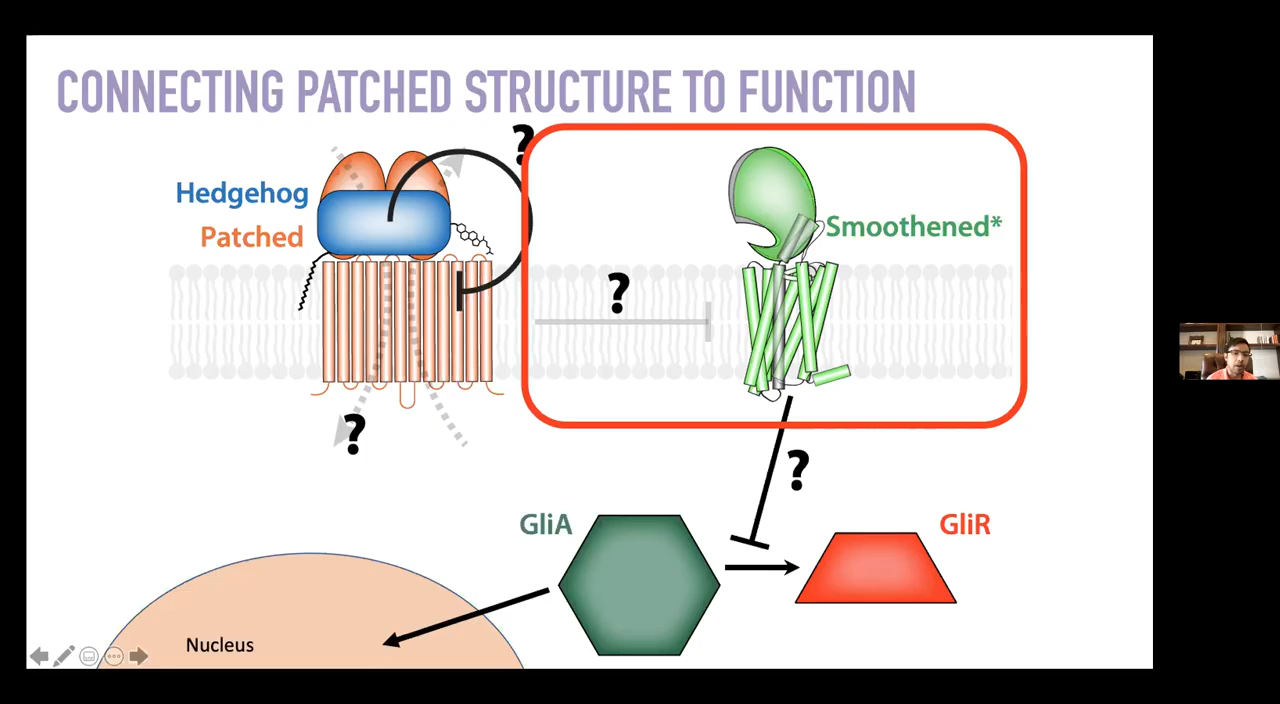 CONNECTING PATCHED STRUCTURE TO FUNCTION
?
Hedgehog
Patched
Smoothened*
?
?
?
GliA
GliR
Nucleus